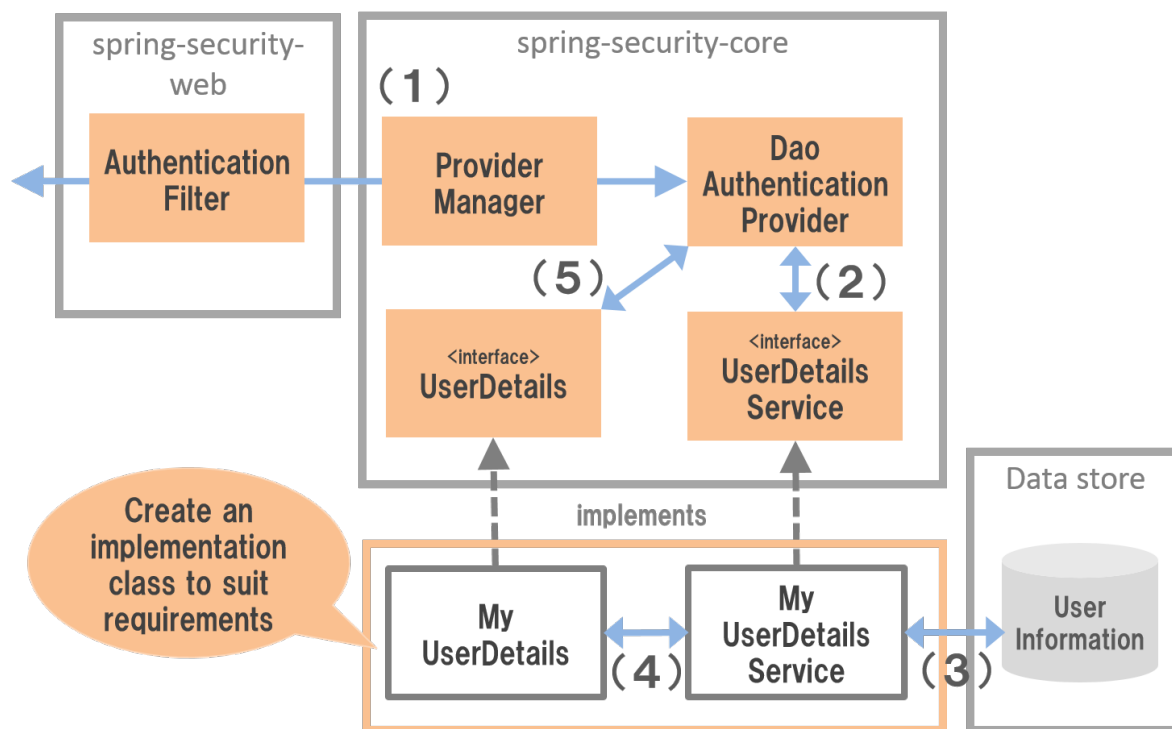 spring-security-
web
Authentication
Filter
spring-security-core
(1)
Provider
Manager
Dao
Authentication
Provider
(5)
(2)
<interface>
UserDetails
<interface>
UserDetails
Service
implements
Create an
implementation
class to suit
requirements
My
UserDetails
(4)
My
UserDetails
Service
(3)
Data store
User
Information